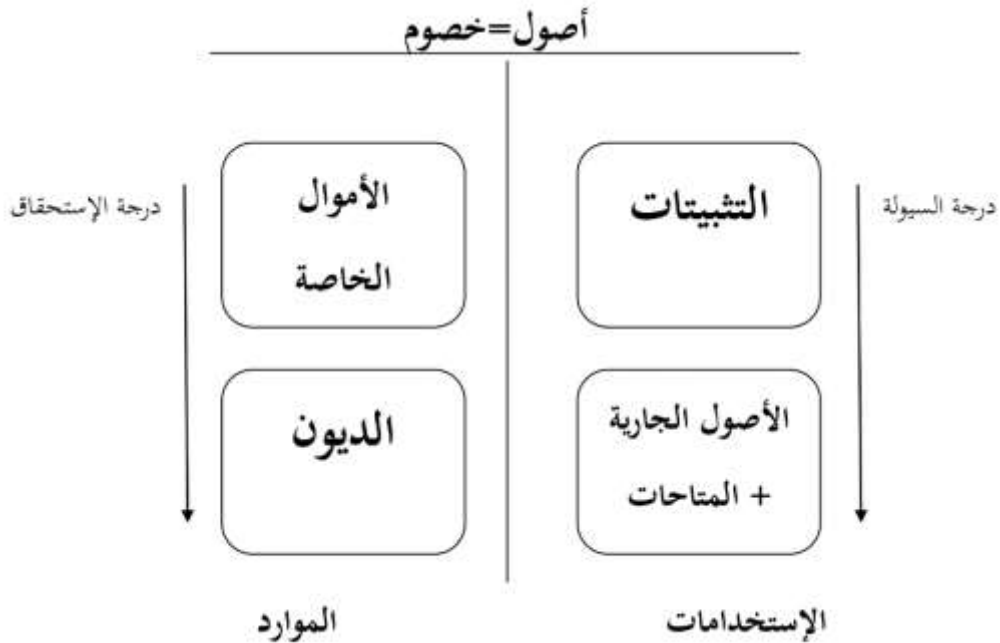 أصول=خصوم
درجة السيولة
التثبيتات
الأموال
الخاصة
درجة الإستحقاق
الأصول الجارية
+ المتاحات
الديون
الإستخدامات
الموارد